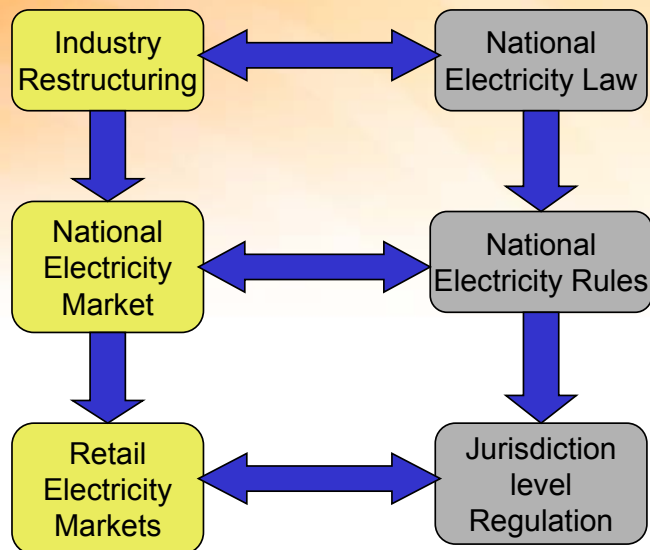 Industry
Restructuring
National
Electricity Law
National
Electricity
Market
National
Electricity Rules
Retail
Electricity
Markets
Jurisdiction
level
Regulation